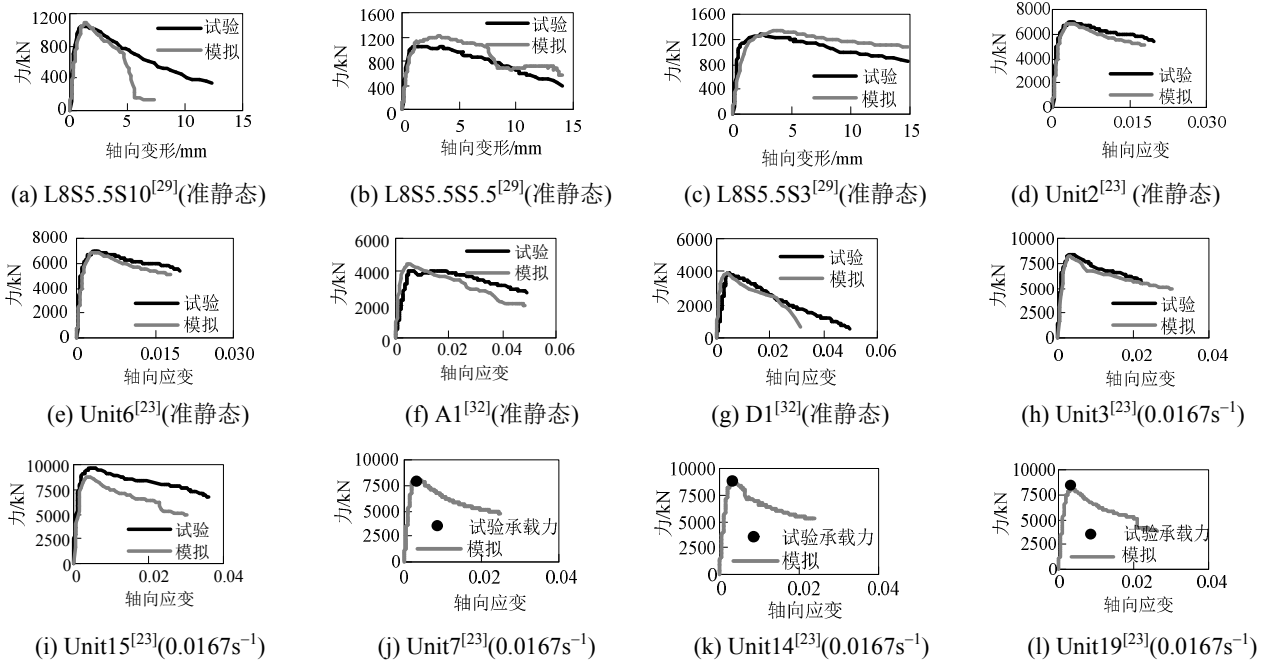 1200
800
400
0
力/kN
试验
模拟
0 5 10 15
轴向变形/mm
(a) L8S5.5S10[29](准静态)
1600
1200
800
400
0
力/kN
试验
模拟
0 5 10 15
轴向变形/mm
(b) L8S5.5S5.5[29](准静态)
1600
1200
800
400
0
力/kN
试验
模拟
0 5 10 15
轴向变形/mm
(c) L8S5.5S3[29](准静态)
8000
6000
4000
2000
0
力/kN
试验
模拟
0 0.015 0.030
轴向应变
(d) Unit2[23] (准静态)
8000
6000
4000
2000
0
力/kN
试验
模拟
0 0.015 0.030
轴向应变
(e) Unit6[23](准静态)
6000
4000
2000
0
力/kN
试验
模拟
0 0.02 0.04 0.06
轴向应变
(f) A1[32](准静态)
6000
4000
2000
0
力/kN
试验
模拟
0 0.02 0.04 0.06
轴向应变
(g) D1[32](准静态)
10000
7500
5000
2500
0
力/kN
试验
模拟
0 0.02 0.04
轴向应变
(h) Unit3[23](0.0167s−1)
10000
7500
5000
2500
0
力/kN
试验
模拟
0 0.02 0.04
轴向应变
(i) Unit15[23](0.0167s−1)
10000
7500
5000
2500
0
力/kN
试验承载力
模拟
0 0.02 0.04
轴向应变
(j) Unit7[23](0.0167s−1)
10000
7500
5000
2500
0
力/kN
试验承载力
模拟
0 0.02 0.04
轴向应变
(k) Unit14[23](0.0167s−1)
10000
7500
5000
2500
0
力/kN
试验承载力
模拟
0 0.02 0.04
轴向应变
(l) Unit19[23](0.0167s−1)